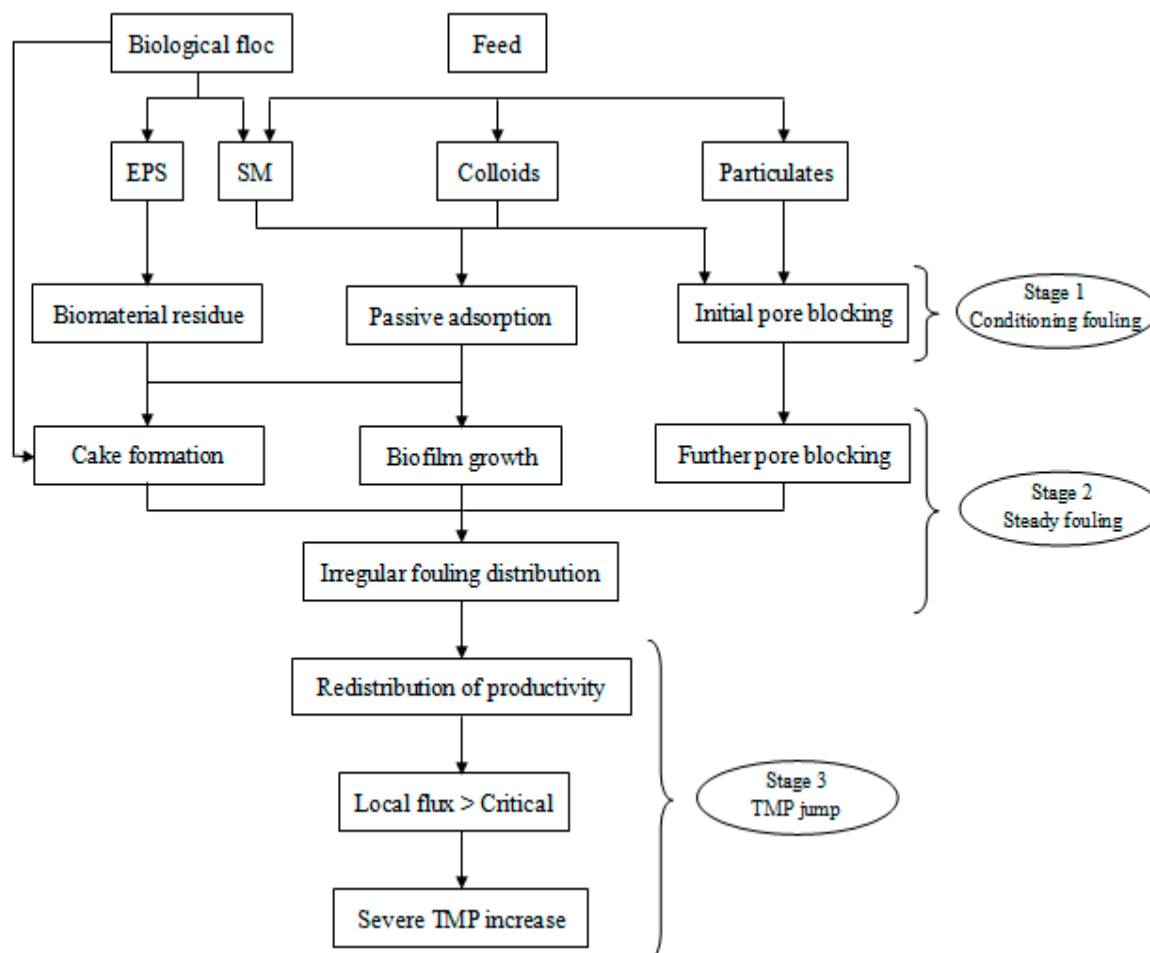 Biological floc
Feed
EPS
SM
Colloids
Particulates
Biomaterial residue
Passive adsorption
Initial pore blocking
Stage 1
Conditioning fouling
Cake formation
Biofilm growth
Further pore blocking
Stage 2
Steady fouling
Irregular fouling distribution
Redistribution of productivity
Local flux > Critical
Stage 3
TMP jump
Severe TMP increase